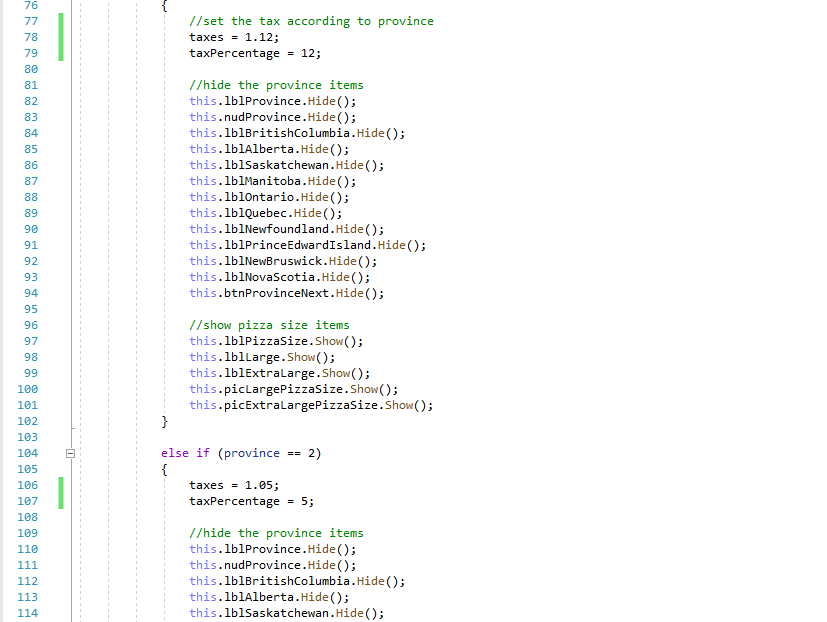 76 {
77 //set the tax according to province
78 taxes = 1.12;
79 taxPercentage = 12;
80
81 //hide the province items
82 this.lblProvince.Hide();
83 this.nudProvince.Hide();
84 this.lblBritishColumbia.Hide();
85 this.lblAlberta.Hide();
86 this.lblSaskatchewan.Hide();
87 this.lblManitoba.Hide();
88 this.lblOntario.Hide();
89 this.lblQuebec.Hide();
90 this.lblNewfoundland.Hide();
91 this.lblPrinceEdwardIsland.Hide();
92 this.lblNewBruswick.Hide();
93 this.lblNovaScotia.Hide();
94 this.btnProvinceNext.Hide();
95
96 //show pizza size items
97 this.lblPizzaSize.Show();
98 this.lblLarge.Show();
99 this.lblExtraLarge.Show();
100 this.picLargePizzaSize.Show();
101 this.picExtraLargePizzaSize.Show();
102 }
103
104 else if (province == 2)
105 {
106 taxes = 1.05;
107 taxPercentage = 5;
108
109 //hide the province items
110 this.lblProvince.Hide();
111 this.nudProvince.Hide();
112 this.lblBritishColumbia.Hide();
113 this.lblAlberta.Hide();
114 this.lblSaskatchewan.Hide();